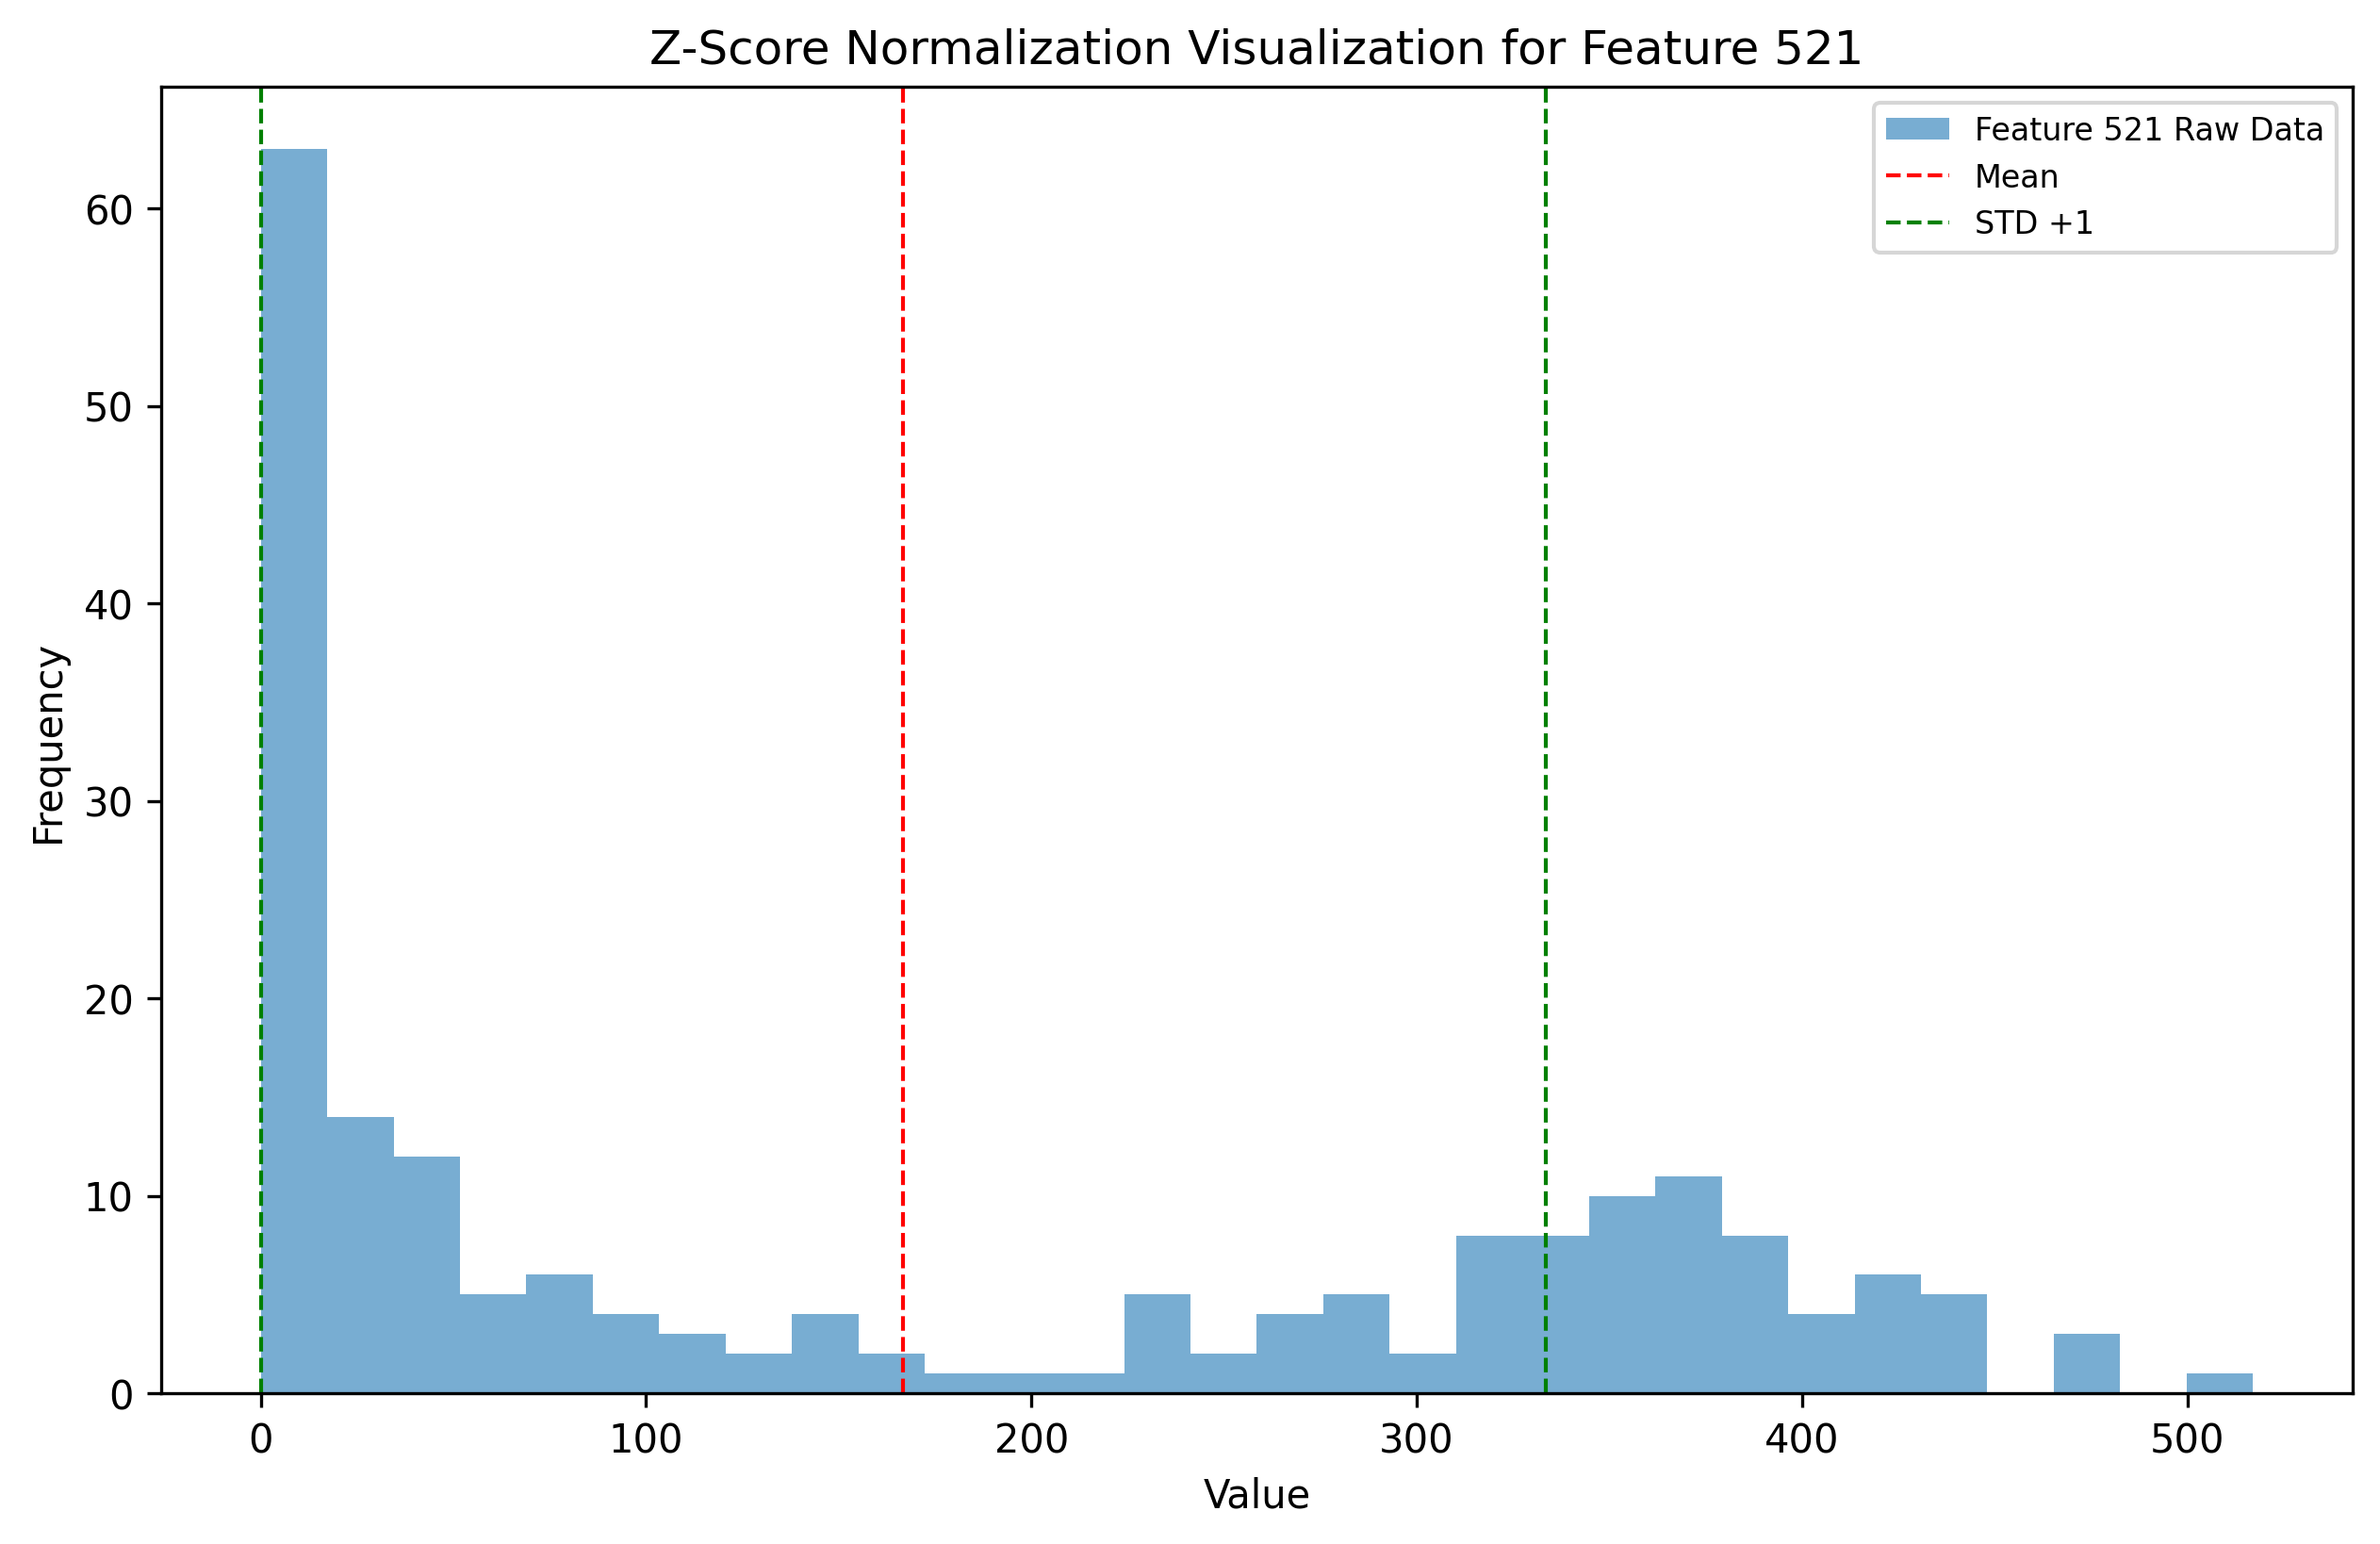 Z-Score Normalization Visualization for Feature 521
Feature 521 Raw Data
Mean
STD +1
60
50
40
30
20
10
0
Frequency
0 100 200 300 400 500
Value